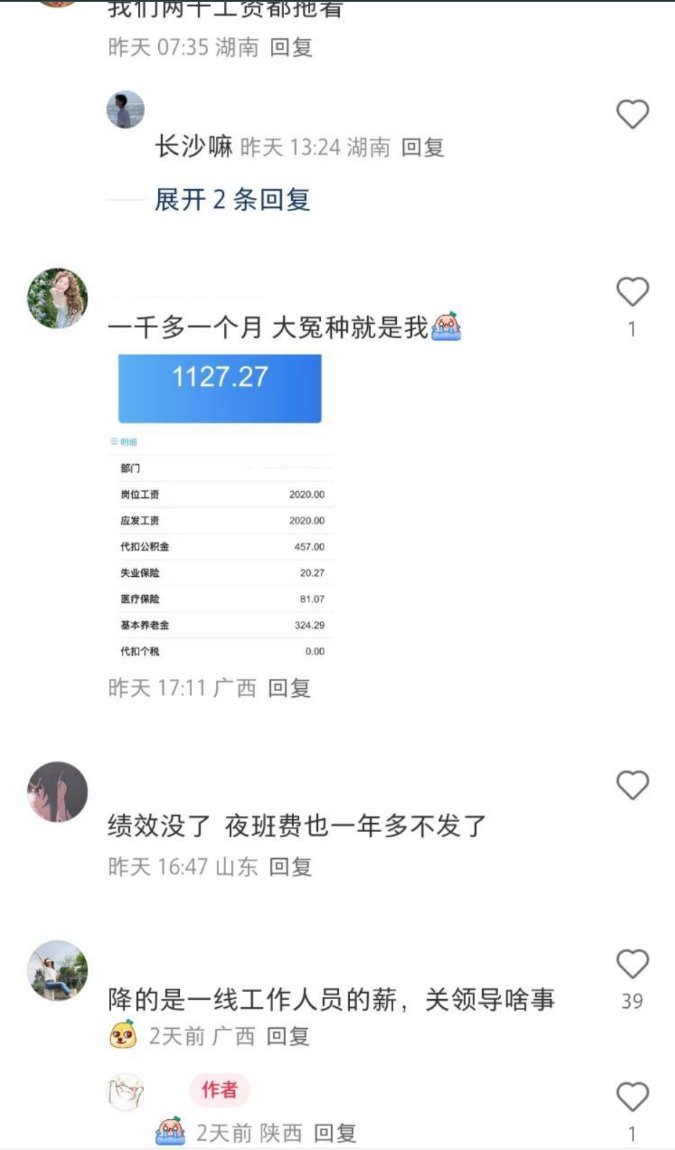 我们两千工资都拖着
昨天 07:35 湖南 回复
长沙嘛 昨天 13:24 湖南 回复
展开 2 条回复
一千多一个月 大冤种就是我
1
1127.27
明细
部门
岗位工资 2020.00
应发工资 2020.00
代扣公积金 457.00
失业保险 20.27
医疗保险 81.07
基本养老金 324.29
代扣个税 0.00
昨天 17:11 广西 回复
绩效没了 夜班费也一年多不发了
昨天 16:47 山东 回复
降的是一线工作人员的薪，关领导啥事
39
2天前 广西 回复
作者
2天前 陕西 回复
1